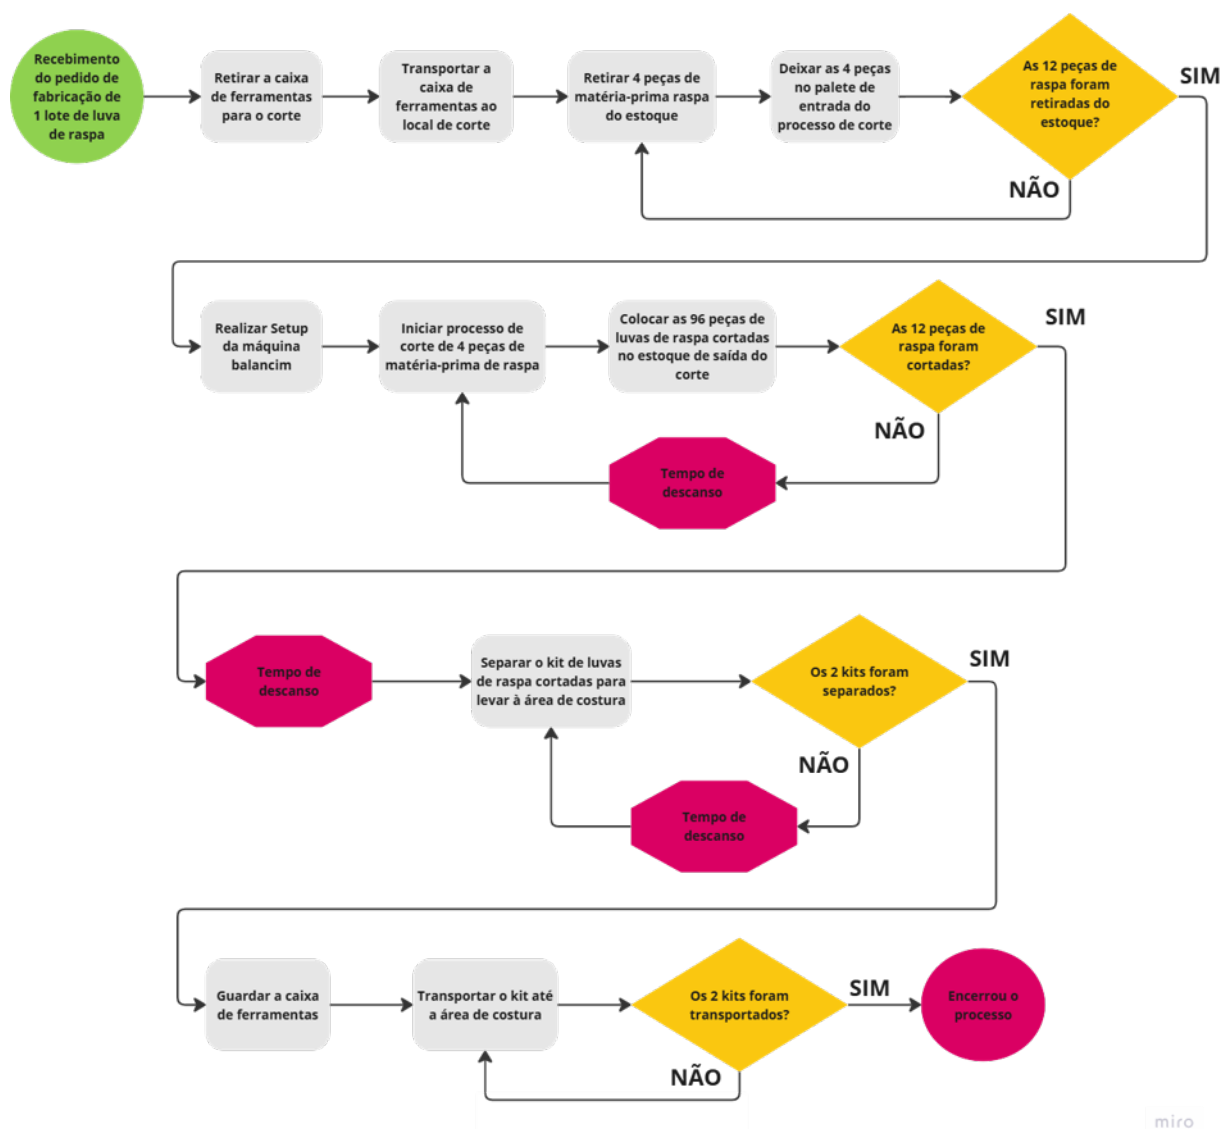 Recebimento
do pedido de
fabricação de
1 lote de luva
de raspa
Retirar a caixa
de ferramentas
para o corte
Transportar a
caixa de
ferramentas ao
local de corte
Retirar 4 peças de
matéria-prima raspa
do estoque
Deixar as 4 peças
no palete de
entrada do
processo de corte
As 12 peças de
raspa foram
retiradas do
estoque?
SIM
NÃO
Realizar Setup
da máquina
balancim
Iniciar processo de
corte de 4 peças de
matéria-prima de raspa
Colocar as 96 peças de
luvas de raspa cortadas
no estoque de saída do
corte
As 12 peças de
raspa foram
cortadas?
SIM
NÃO
Tempo de
descanso
Tempo de
descanso
Separar o kit de luvas
de raspa cortadas para
levar à área de costura
Os 2 kits foram
separados?
SIM
NÃO
Tempo de
descanso
Guardar a caixa
de ferramentas
Transportar o kit até
a área de costura
Os 2 kits foram
transportados?
SIM
NÃO
Encerrou o
processo
miro